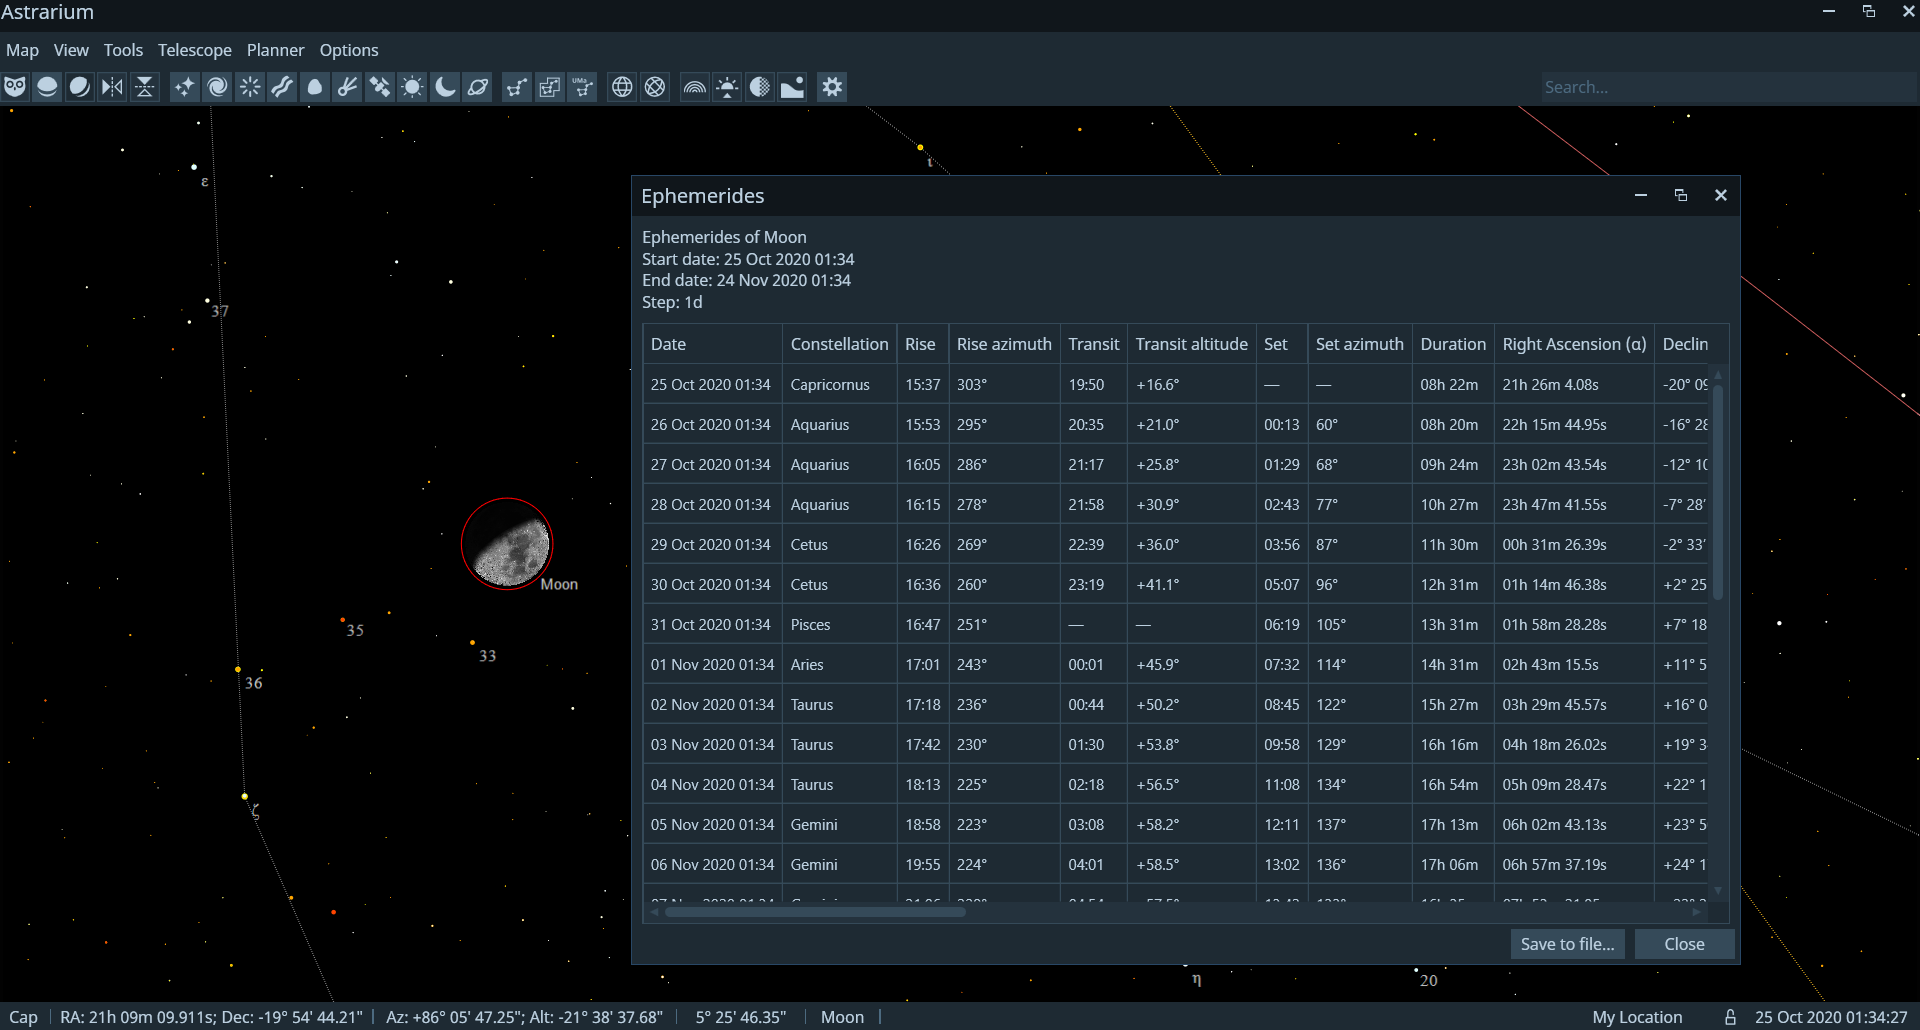 Astrarium
Map View Tools Telescope Planner Options
UMa
Search...
ε
ι
37
Moon
35
33
36
ζ
η
20
Ephemerides
Ephemerides of Moon
Start date: 25 Oct 2020 01:34
End date: 24 Nov 2020 01:34
Step: 1d
Date Constellation Rise Rise azimuth Transit Transit altitude Set Set azimuth Duration Right Ascension (α) Declin
25 Oct 2020 01:34 Capricornus 15:37 303° 19:50 +16.6° — — 08h 22m 21h 26m 4.08s -20° 09
26 Oct 2020 01:34 Aquarius 15:53 295° 20:35 +21.0° 00:13 60° 08h 20m 22h 15m 44.95s -16° 28
27 Oct 2020 01:34 Aquarius 16:05 286° 21:17 +25.8° 01:29 68° 09h 24m 23h 02m 43.54s -12° 10
28 Oct 2020 01:34 Aquarius 16:15 278° 21:58 +30.9° 02:43 77° 10h 27m 23h 47m 41.55s -7° 28'
29 Oct 2020 01:34 Cetus 16:26 269° 22:39 +36.0° 03:56 87° 11h 30m 00h 31m 26.39s -2° 33'
30 Oct 2020 01:34 Cetus 16:36 260° 23:19 +41.1° 05:07 96° 12h 31m 01h 14m 46.38s +2° 25
31 Oct 2020 01:34 Pisces 16:47 251° — — 06:19 105° 13h 31m 01h 58m 28.28s +7° 18
01 Nov 2020 01:34 Aries 17:01 243° 00:01 +45.9° 07:32 114° 14h 31m 02h 43m 15.5s +11° 5
02 Nov 2020 01:34 Taurus 17:18 236° 00:44 +50.2° 08:45 122° 15h 27m 03h 29m 45.57s +16° 0
03 Nov 2020 01:34 Taurus 17:42 230° 01:30 +53.8° 09:58 129° 16h 16m 04h 18m 26.02s +19° 3
04 Nov 2020 01:34 Taurus 18:13 225° 02:18 +56.5° 11:08 134° 16h 54m 05h 09m 28.47s +22° 1
05 Nov 2020 01:34 Gemini 18:58 223° 03:08 +58.2° 12:11 137° 17h 13m 06h 02m 43.13s +23° 5
06 Nov 2020 01:34 Gemini 19:55 224° 04:01 +58.5° 13:02 136° 17h 06m 06h 57m 37.19s +24° 1
Save to file... Close
Cap RA: 21h 09m 09.911s; Dec: -19° 54' 44.21" Az: +86° 05' 47.25"; Alt: -21° 38' 37.68" 5° 25' 46.35" Moon My Location 25 Oct 2020 01:34:27